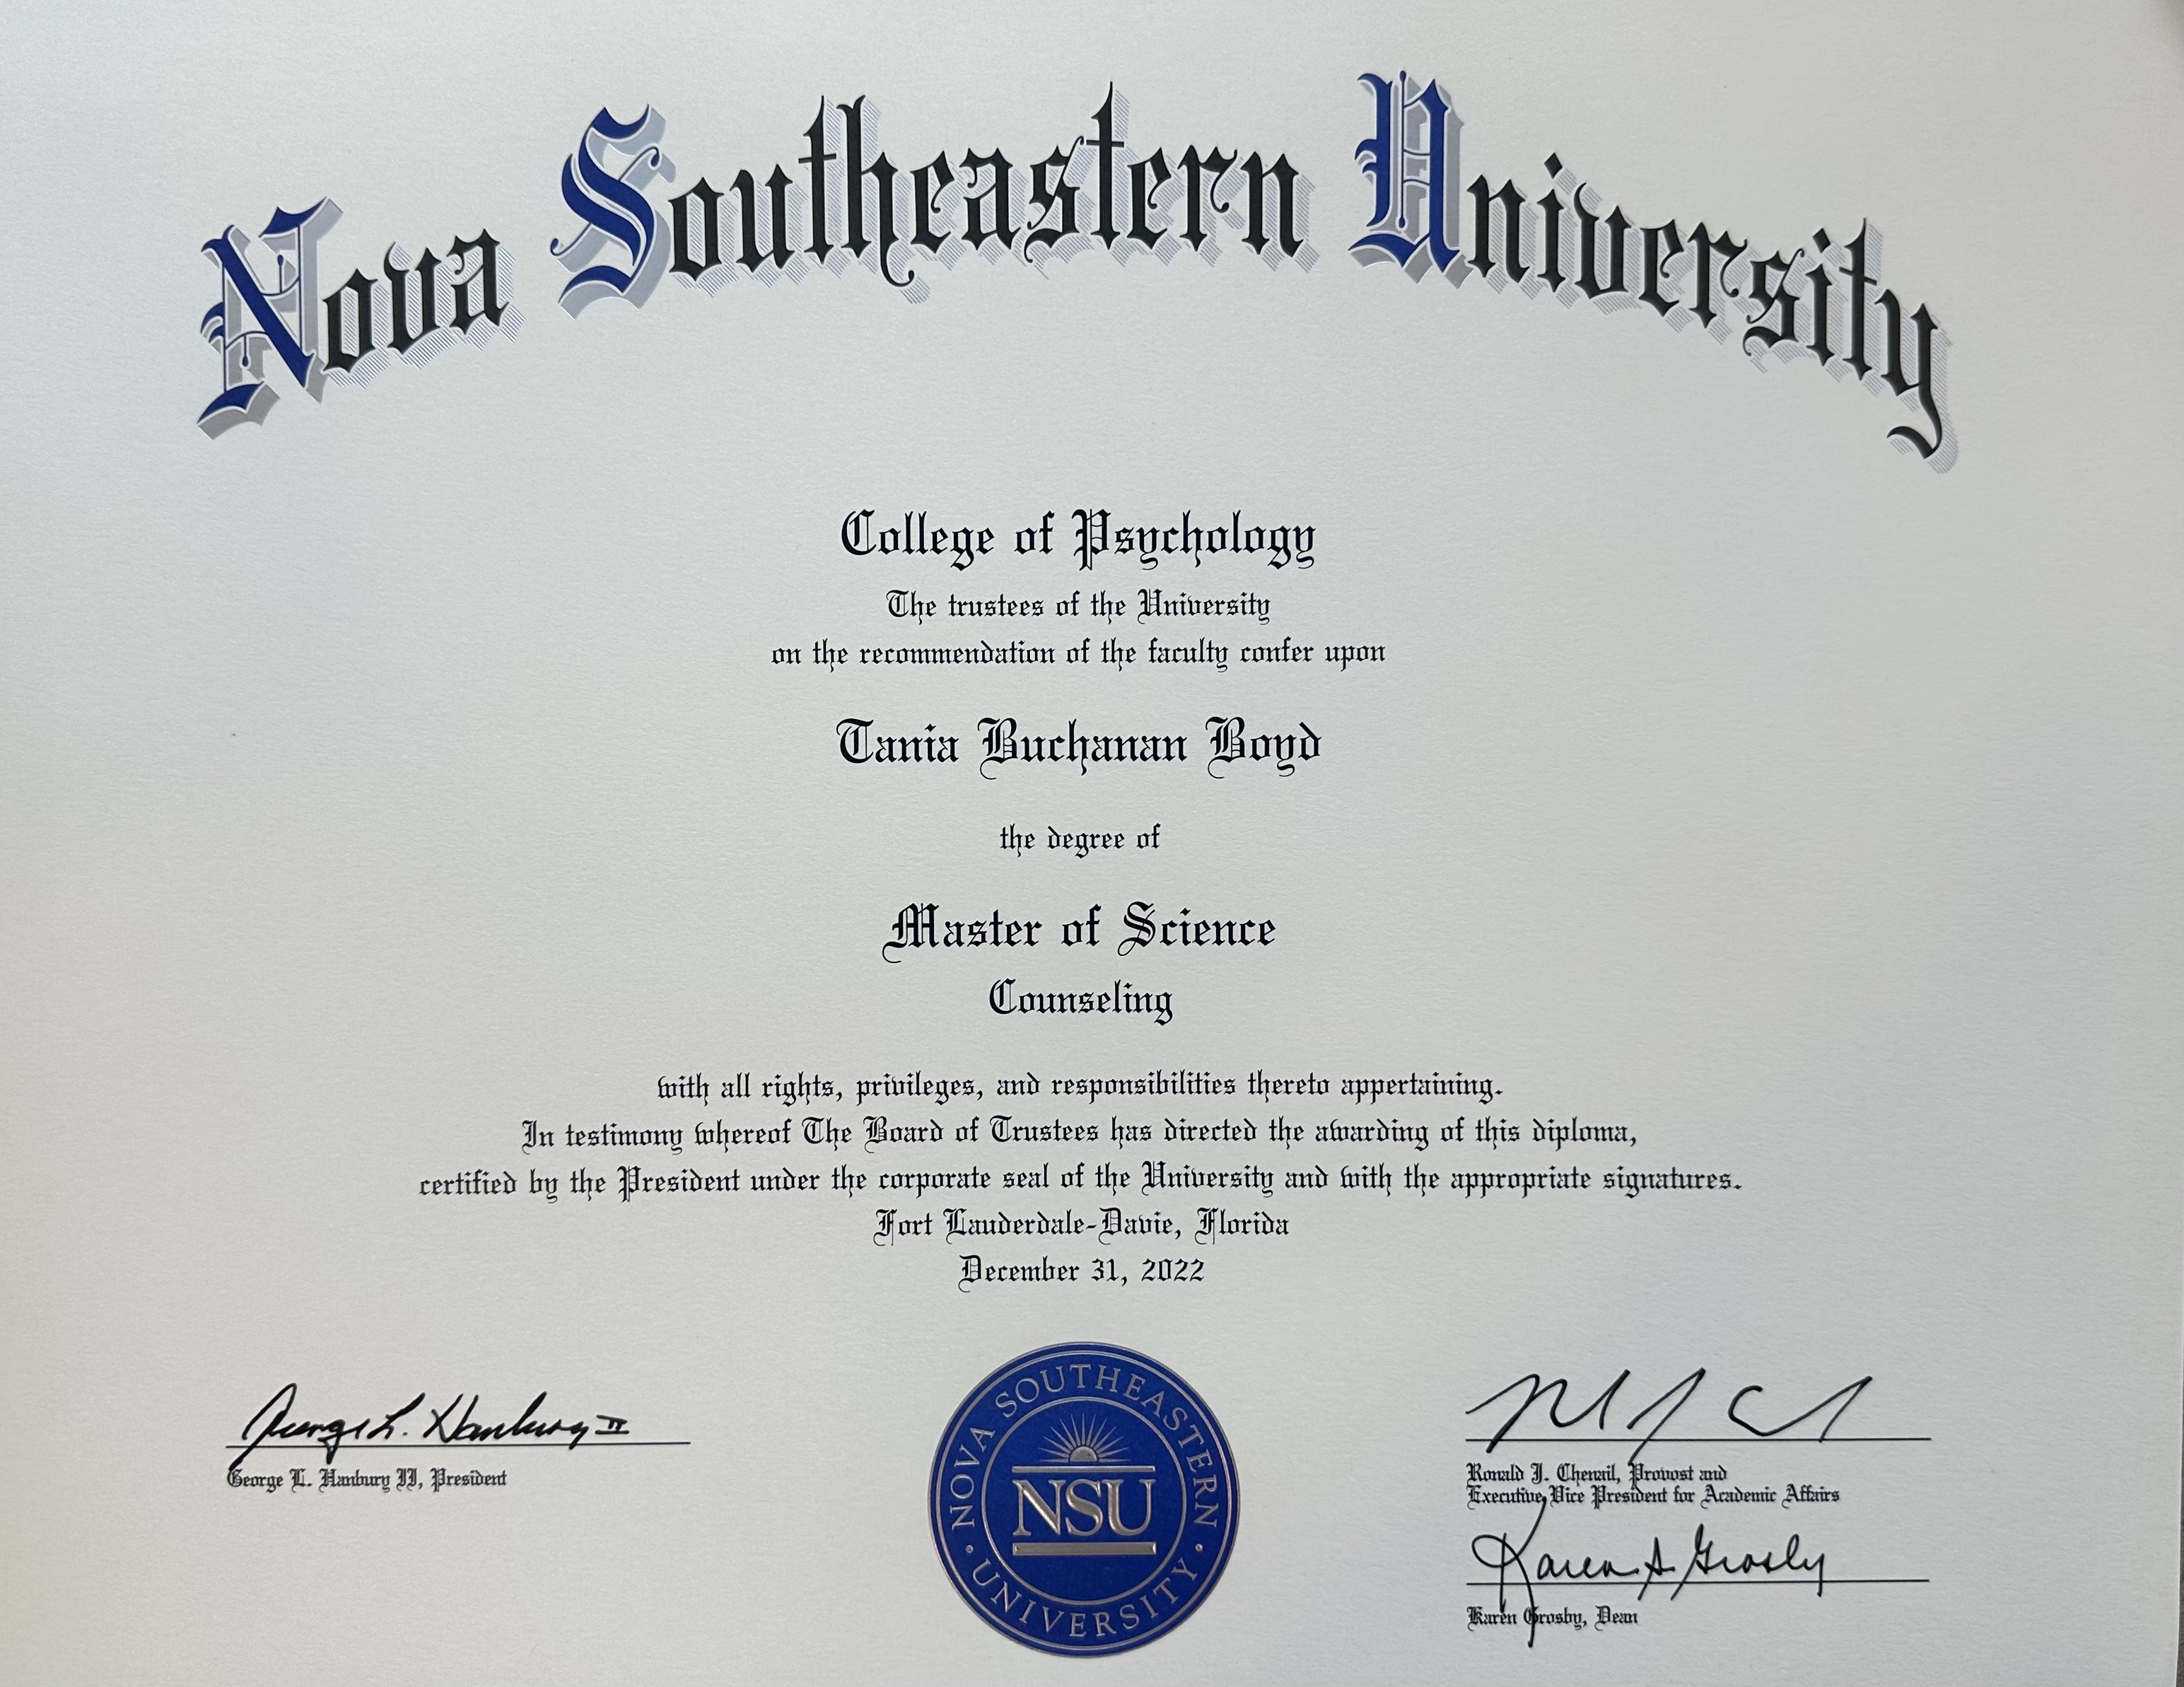 Nova Southeastern University
College of Psychology
The trustees of the University
on the recommendation of the faculty confer upon
Tania Buchanan Boyd
the degree of
Master of Science
Counseling
with all rights, privileges, and responsibilities thereto appertaining.
In testimony whereof The Board of Trustees has directed the awarding of this diploma,
certified by the President under the corporate seal of the University and with the appropriate signatures.
Fort Lauderdale-Davie, Florida
December 31, 2022
George L. Hanbury II
George L. Hanbury II, President
NOVA SOUTHEASTERN UNIVERSITY
NSU
Ronald J. Chenail, Provost and
Executive Vice President for Academic Affairs
Karen S Grosby
Karen Grosby, Dean